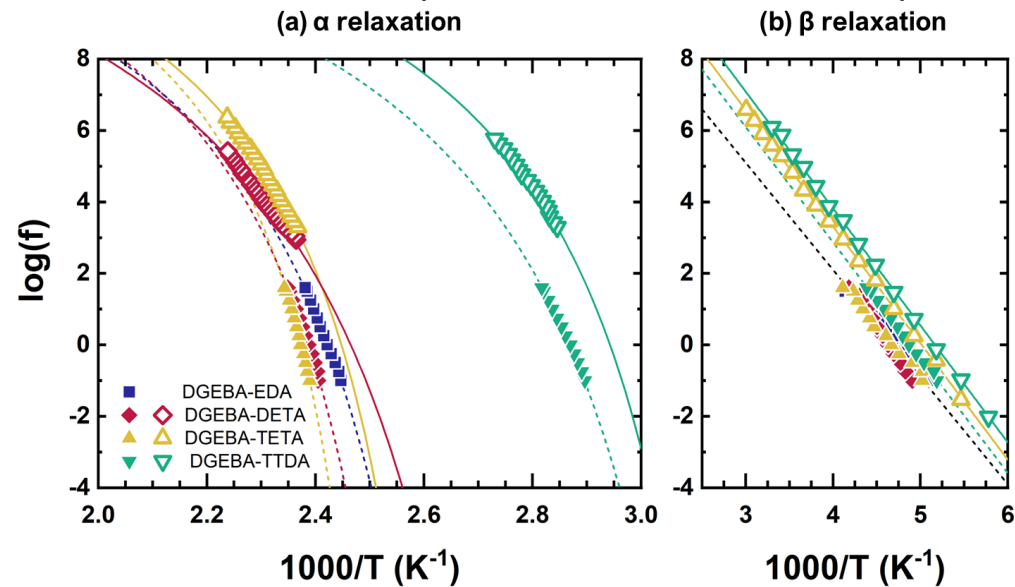 (a) α relaxation
(b) β relaxation
8
6
4
2
0
-2
-4
log(f)
DGEBA-EDA
DGEBA-DETA
DGEBA-TETA
DGEBA-TTDA
2.0 2.2 2.4 2.6 2.8 3.0
1000/T (K-1)
8
6
4
2
0
-2
-4
3 4 5 6
1000/T (K-1)